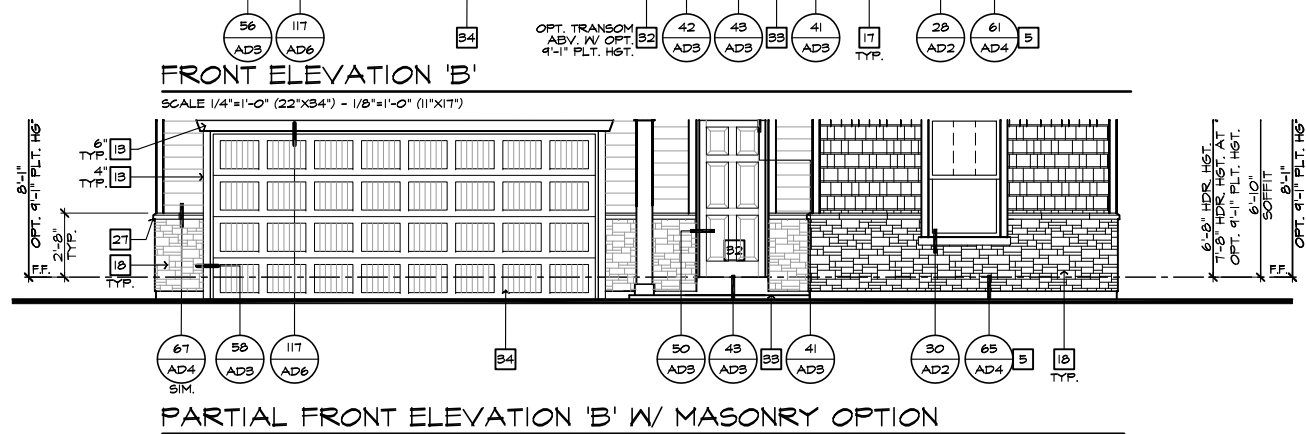 56 117
AD3 AD6
34
OPT. TRANSOM
ABV. W/ OPT.
9'-1" PLT. HGT.
32
42 43 41
AD3 AD3 AD3
33
17
TYP.
28 61
AD2 AD4
5
FRONT ELEVATION 'B'
SCALE 1/4"=1'-0" (22"X34") - 1/8"=1'-0" (11"X17")
8'-1"
OPT. 9'-1" PLT. HG
F.F.
6"
TYP.
13
4"
TYP.
13
2'-8"
TYP.
27
18
TYP.
32
6'-8" HDR. HGT.
7'-8" HDR. HGT. AT
OPT. 9'-1" PLT. HGT.
6'-10"
SOFFIT
8'-1"
OPT. 9'-1" PLT. HG
F.F.
67 58 117
AD4 AD3 AD6
SIM.
34
50 43 41
AD3 AD3 AD3
33
30 65
AD2 AD4
5
18
TYP.
PARTIAL FRONT ELEVATION 'B' W/ MASONRY OPTION